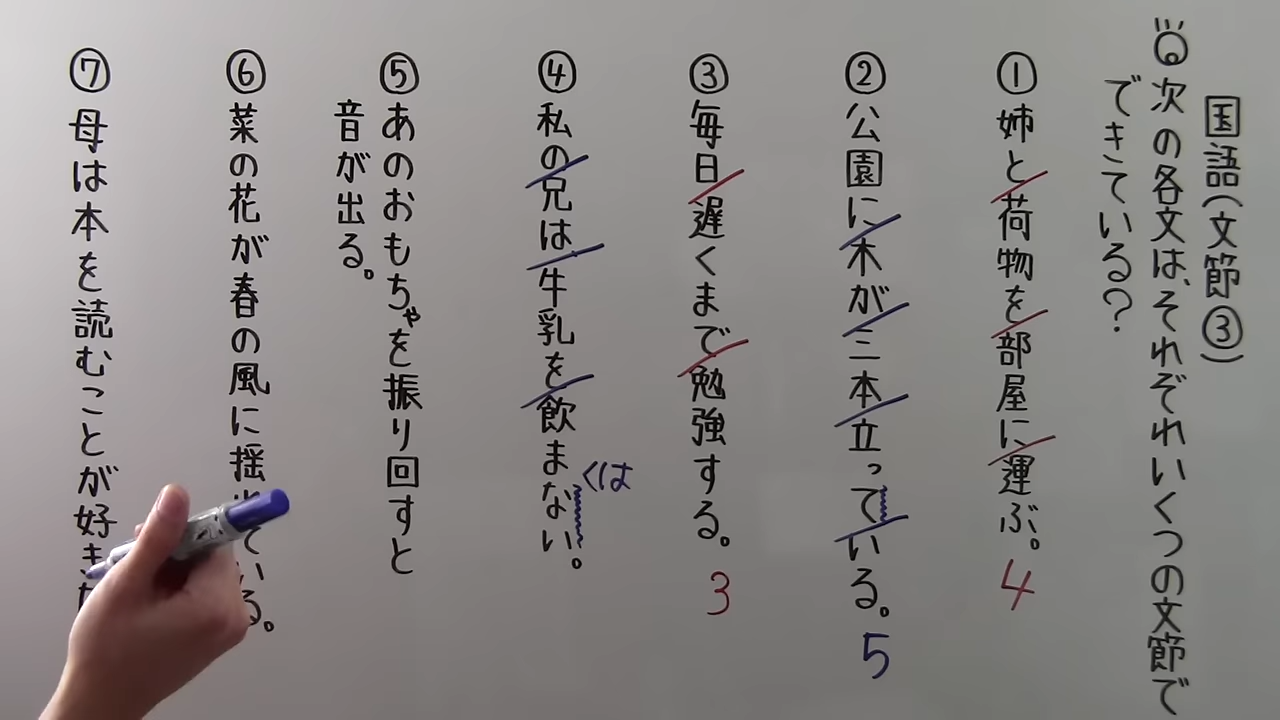 国語(文節③)
次の各文は、それぞれいくつの文節で
できている?
①姉と荷物を部屋に運ぶ。4
②公園に木が三本立っている。5
③毎日遅くまで勉強する。3
④私の兄は牛乳を飲まない。
くは
⑤あのおもちゃを振り回すと
音が出る。
⑥菜の花が春の風に揺れている。
⑦母は本を読むことが好き